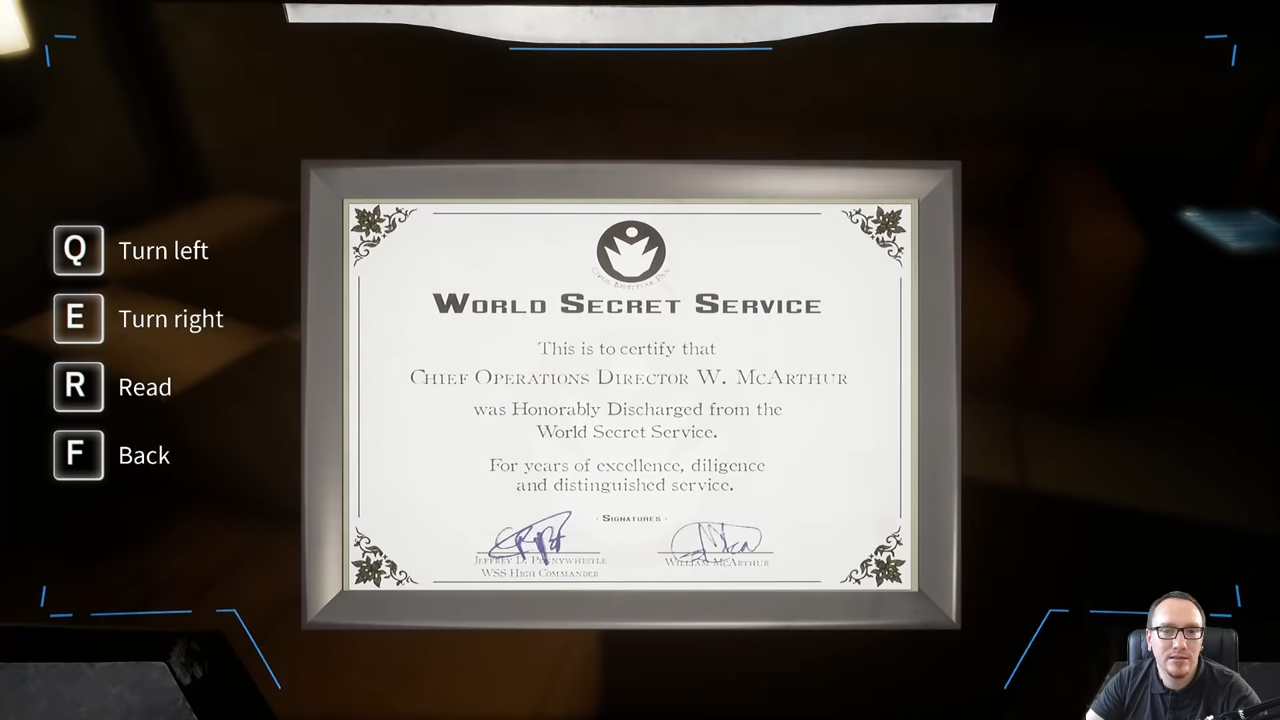 Q Turn left
E Turn right
R Read
F Back
WORLD SECRET SERVICE
This is to certify that
CHIEF OPERATIONS DIRECTOR W. MCARTHUR
was Honorably Discharged from the
World Secret Service.
For years of excellence, diligence
and distinguished service.
· SIGNATURES ·
JEFFREY D. PENNYWHISTLE
WSS HIGH COMMANDER
WILLIAM MCARTHUR